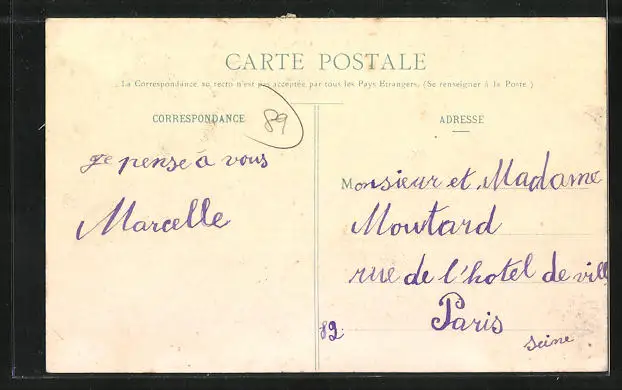 CARTE POSTALE
La Correspondance au recto n'est pas acceptée par tous les Pays Etrangers. (Se renseigner à la Poste)
CORRESPONDANCE
89
je pense à vous
Marcelle
ADRESSE
Monsieur et Madame
Moutard
rue de l'hotel de ville
Paris
82
Seine